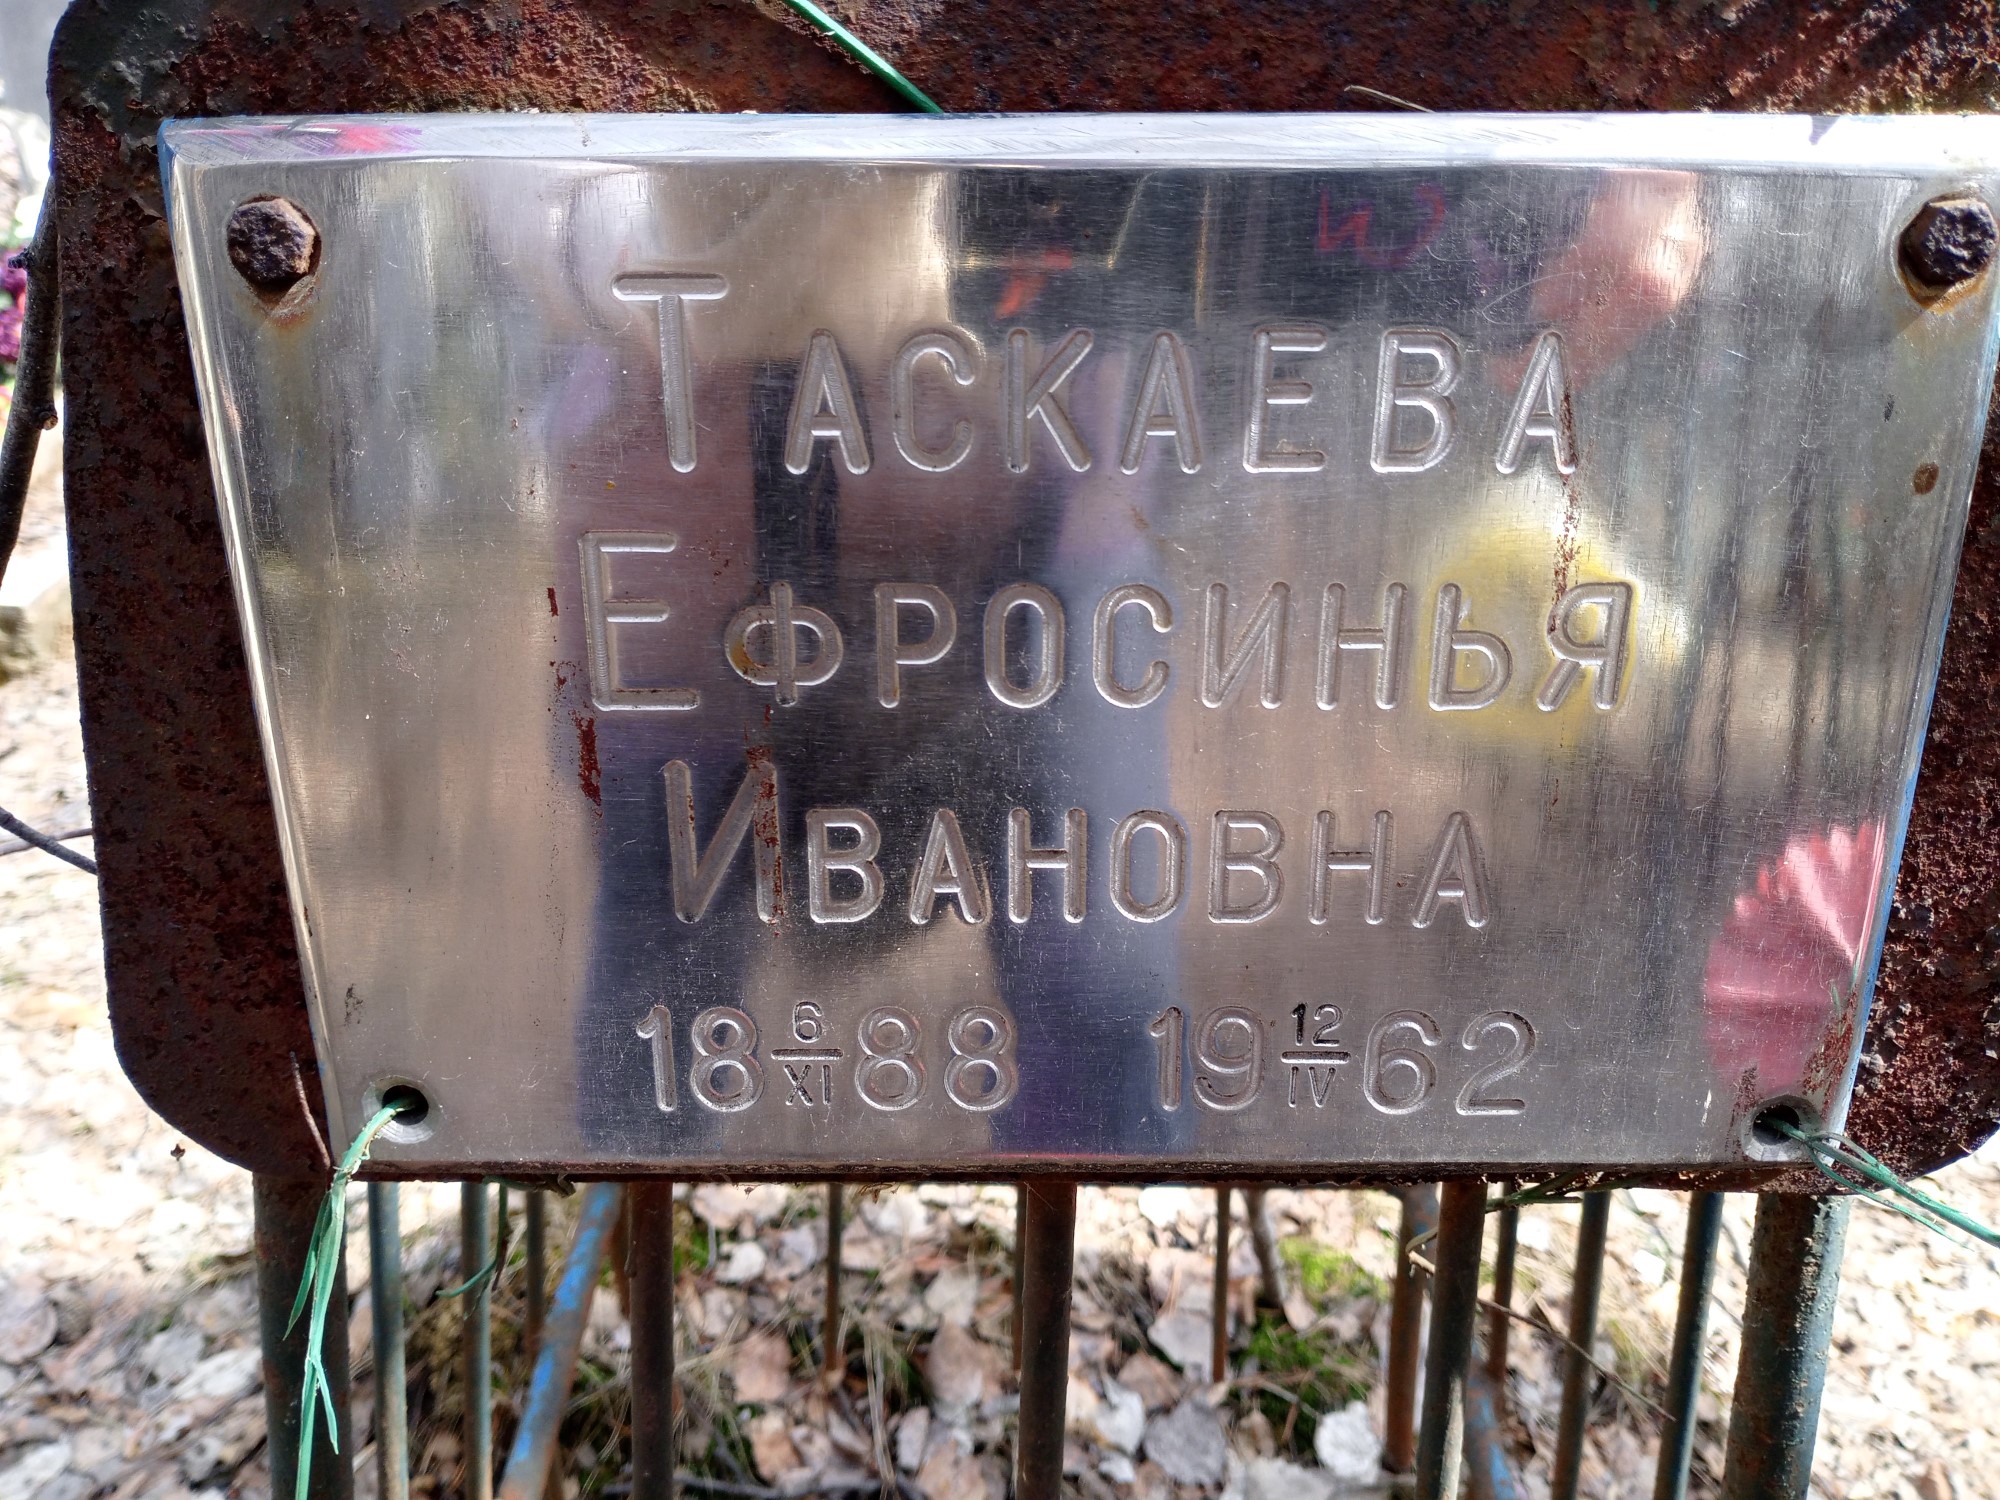 Таскаева
Ефросинья
Ивановна
18 6/XI 88 19 12/IV 62